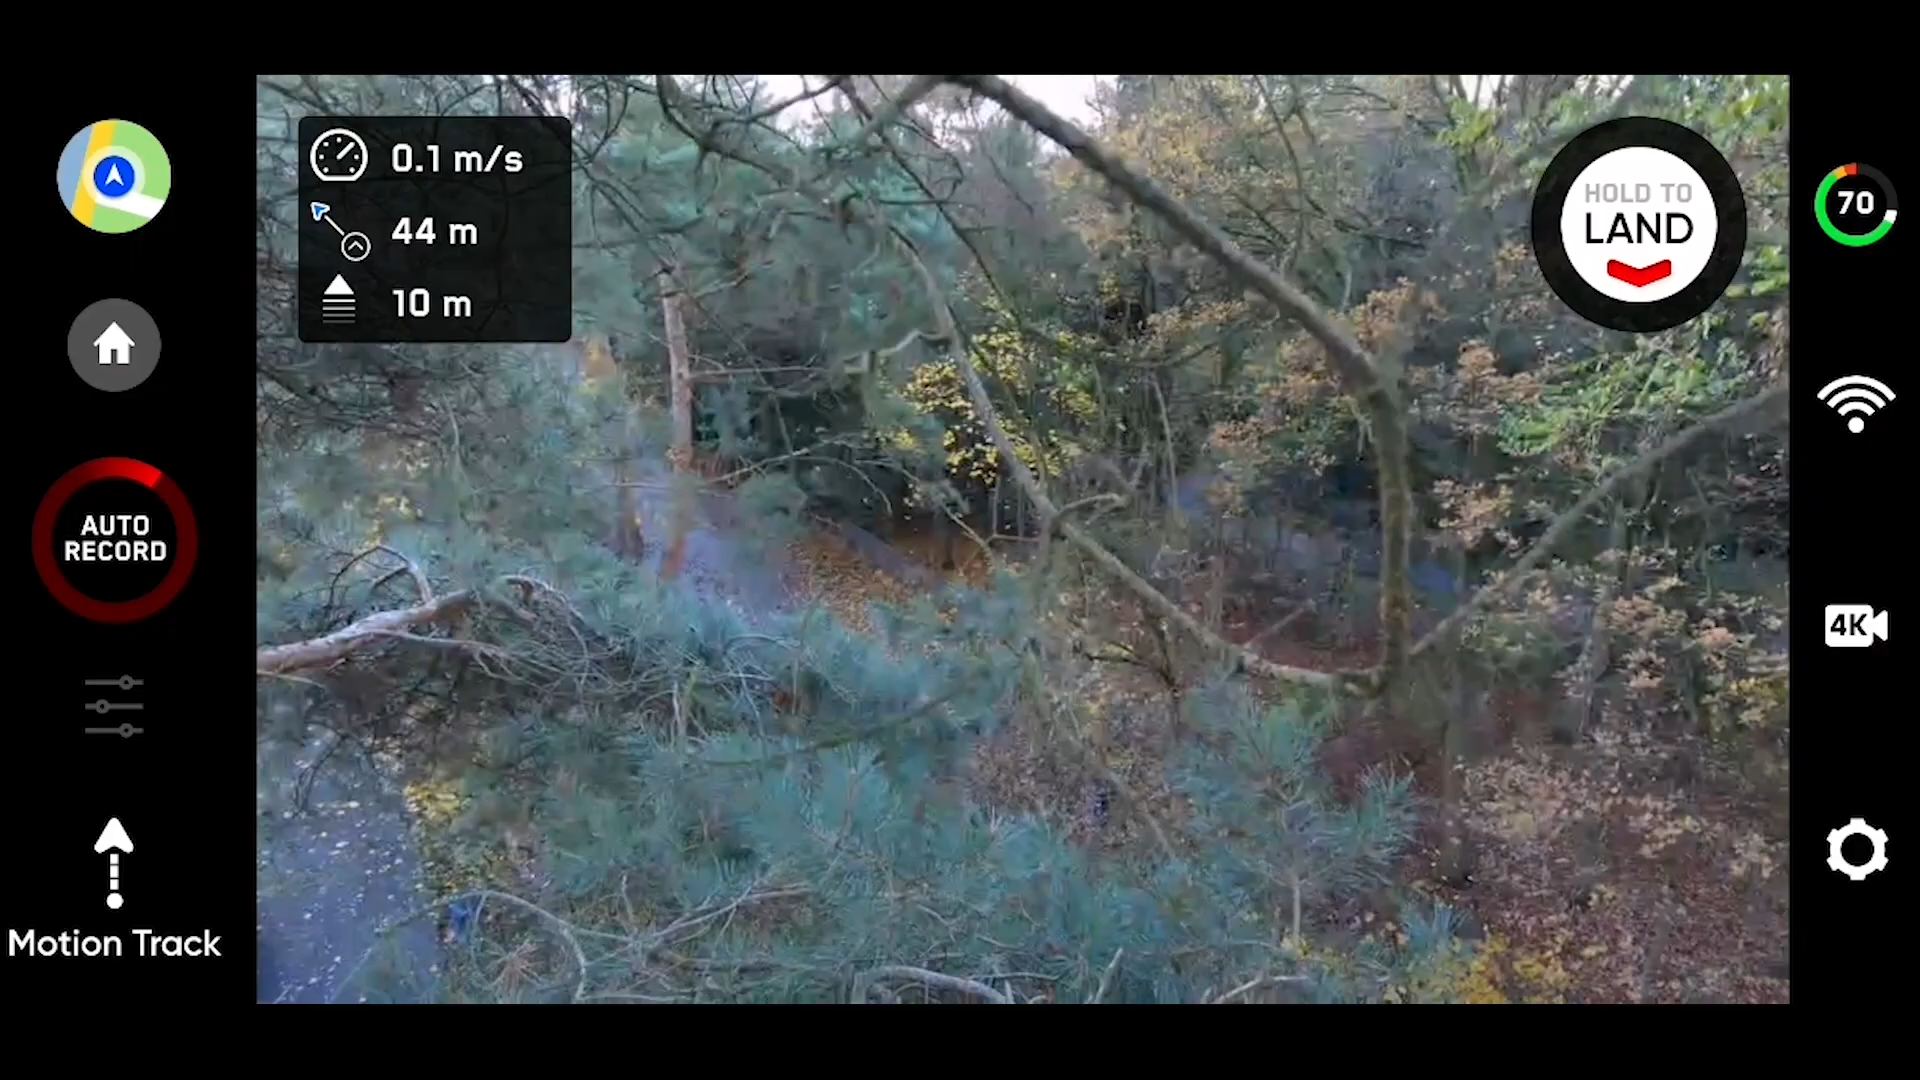 0.1 m/s
44 m
10 m
HOLD TO
LAND
70
AUTO
RECORD
4K
Motion Track